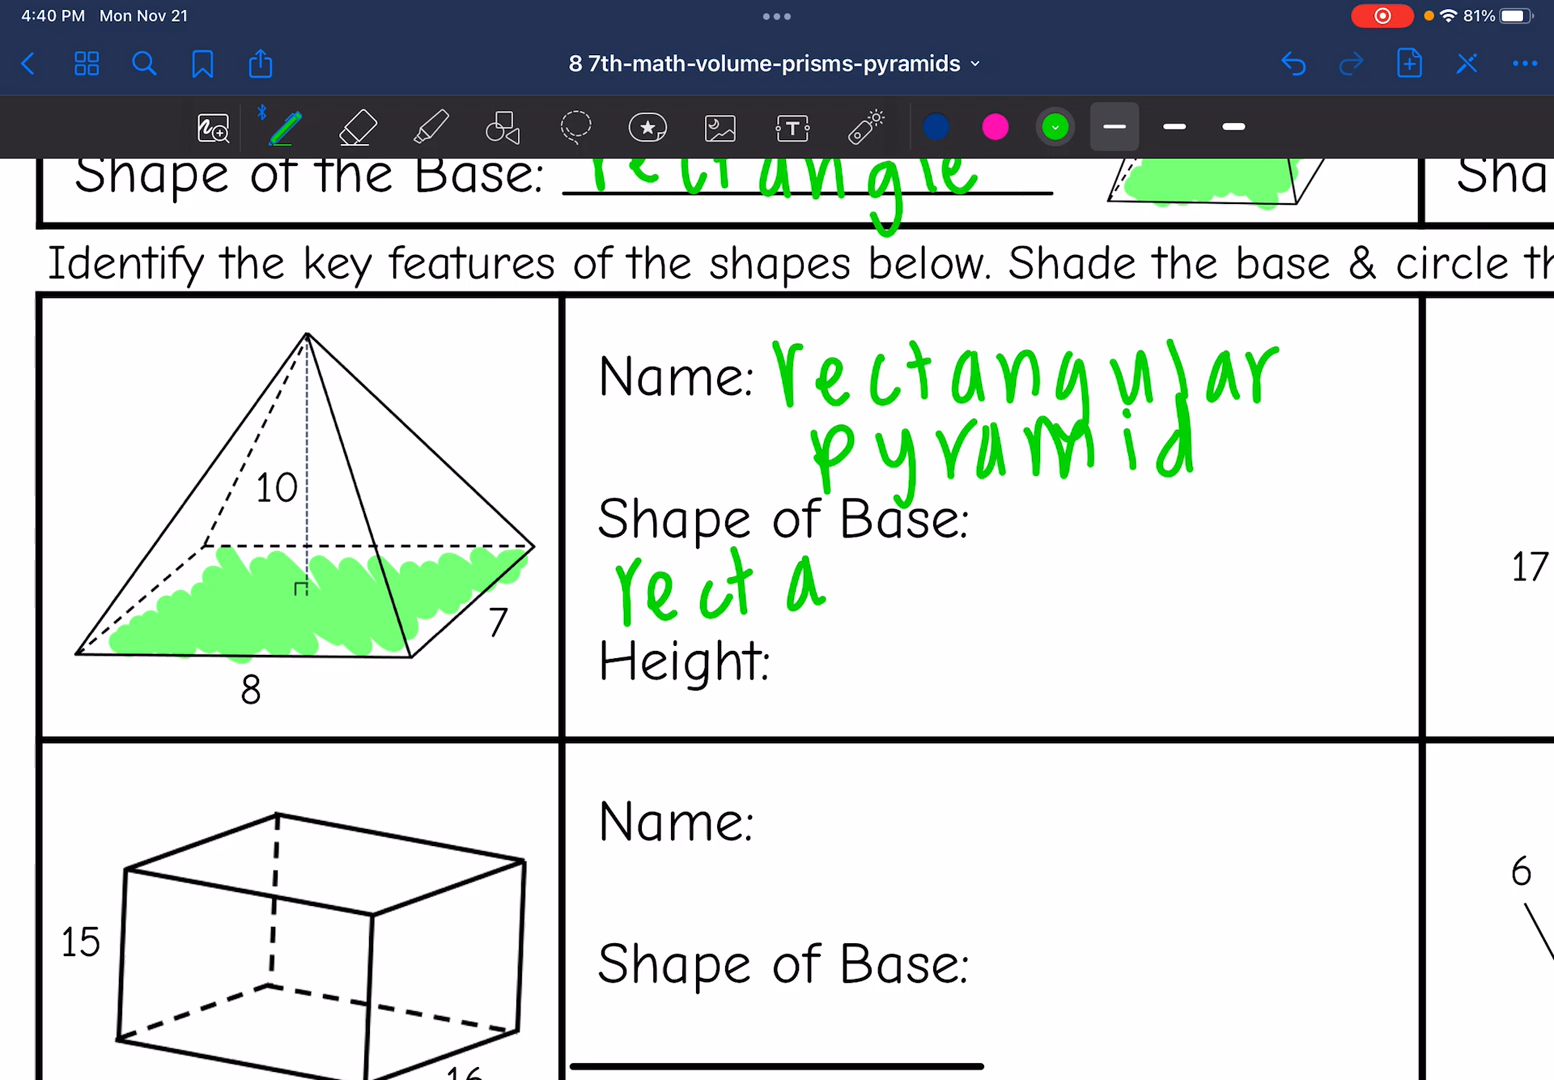 4:40 PM Mon Nov 21
81%
8 7th-math-volume-prisms-pyramids
T
Shape of the Base: rectangle
Sha
Identify the key features of the shapes below. Shade the base & circle th
10
7
8
Name: rectangular
pyramid
Shape of Base:
recta
Height:
17
15
16
Name:
Shape of Base:
6